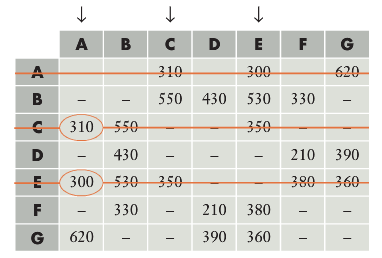 ↓ ↓ ↓
A B C D E F G
A – – 310 – 300 – 620
B – – 550 430 530 330 –
C 310 550 – – 350 – –
D – 430 – – – 210 390
E 300 530 350 – – 380 360
F – 330 – 210 380 – –
G 620 – – 390 360 – –